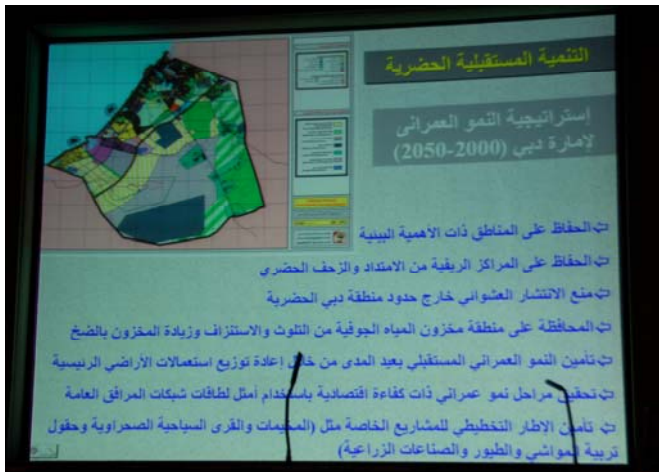 التنمية المستقبلية الحضرية
إستراتيجية النمو العمراني
لإمارة دبي (2000-2050)
الحفاظ على المناطق ذات الأهمية البيئية
الحفاظ على المراكز الريفية من الامتداد والزحف الحضري
منع الانتشار العشوائي خارج حدود منطقة دبي الحضرية
المحافظة على منطقة مخزون المياه الجوفية من التلوث والاستنزاف وزيادة المخزون بالضخ
تأمين النمو العمراني المستقبلي بعيد المدى من خلال إعادة توزيع استعمالات الأراضي الرئيسية
تحقيق مراحل نمو عمراني ذات كفاءة اقتصادية باستخدام أمثل لطاقات شبكات المرافق العامة
تأمين الاطار التخطيطي للمشاريع الخاصة مثل (المخيمات والقرى السياحية الصحراوية وحقول
تربية المواشي والطيور والصناعات الزراعية)